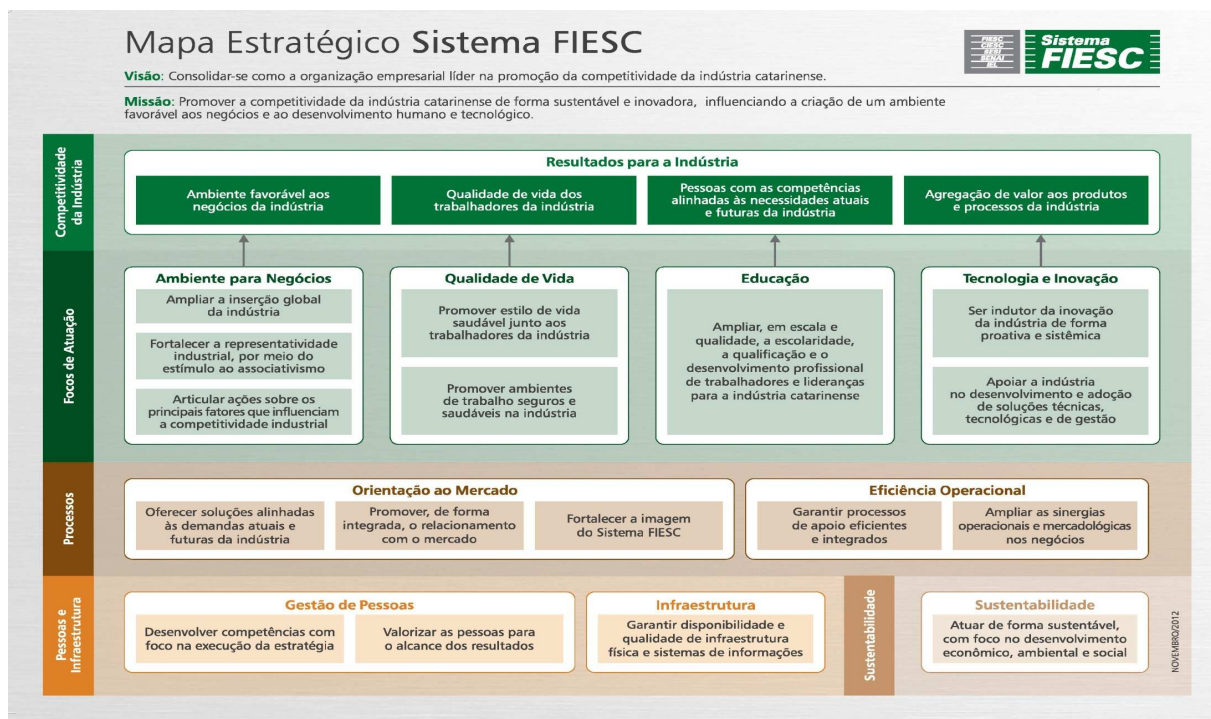 Mapa Estratégico Sistema FIESC
FIESC
CIESC
SESI
SENAI
IEL
Sistema
FIESC
Visão: Consolidar-se como a organização empresarial líder na promoção da competitividade da indústria catarinense.
Missão: Promover a competitividade da indústria catarinense de forma sustentável e inovadora, influenciando a criação de um ambiente
favorável aos negócios e ao desenvolvimento humano e tecnológico.
Competitividade
da Indústria
Resultados para a Indústria
Ambiente favorável aos
negócios da indústria
Qualidade de vida dos
trabalhadores da indústria
Pessoas com as competências
alinhadas às necessidades atuais
e futuras da indústria
Agregação de valor aos produtos
e processos da indústria
Focos de Atuação
Ambiente para Negócios
Ampliar a inserção global
da indústria
Fortalecer a representatividade
industrial, por meio do
estímulo ao associativismo
Articular ações sobre os
principais fatores que influenciam
a competitividade industrial
Qualidade de Vida
Promover estilo de vida
saudável junto aos
trabalhadores da indústria
Promover ambientes
de trabalho seguros e
saudáveis na indústria
Educação
Ampliar, em escala e
qualidade, a escolaridade,
a qualificação e o
desenvolvimento profissional
de trabalhadores e lideranças
para a indústria catarinense
Tecnologia e Inovação
Ser indutor da inovação
da indústria de forma
proativa e sistêmica
Apoiar a indústria
no desenvolvimento e adoção
de soluções técnicas,
tecnológicas e de gestão
Processos
Orientação ao Mercado
Oferecer soluções alinhadas
às demandas atuais e
futuras da indústria
Promover, de forma
integrada, o relacionamento
com o mercado
Fortalecer a imagem
do Sistema FIESC
Eficiência Operacional
Garantir processos
de apoio eficientes
e integrados
Ampliar as sinergias
operacionais e mercadológicas
nos negócios
Pessoas e
Infraestrutura
Gestão de Pessoas
Desenvolver competências com
foco na execução da estratégia
Valorizar as pessoas para
o alcance dos resultados
Infraestrutura
Garantir disponibilidade e
qualidade de infraestrutura
física e sistemas de informações
Sustentabilidade
Sustentabilidade
Atuar de forma sustentável,
com foco no desenvolvimento
econômico, ambiental e social
NOVEMBRO/2012